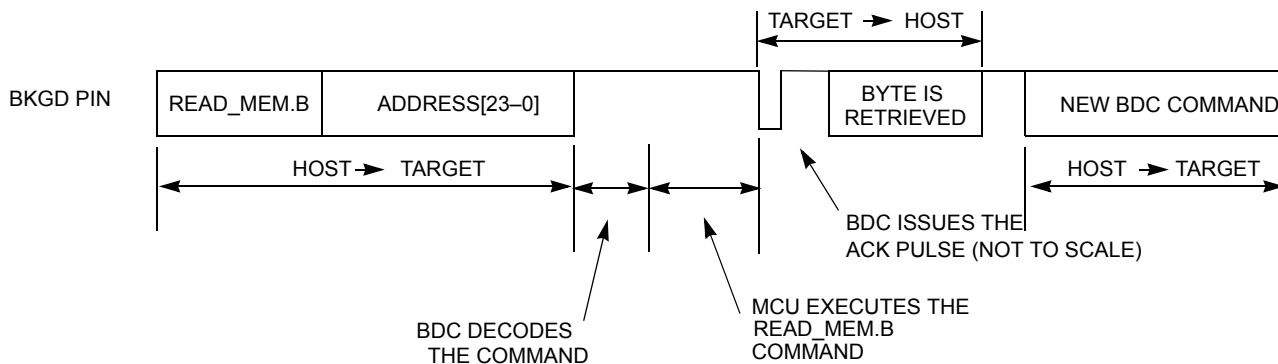 TARGET → HOST
BKGD PIN
READ_MEM.B
ADDRESS[23–0]
BYTE IS
RETRIEVED
NEW BDC COMMAND
HOST → TARGET
HOST → TARGET
BDC ISSUES THE
ACK PULSE (NOT TO SCALE)
BDC DECODES
THE COMMAND
MCU EXECUTES THE
READ_MEM.B
COMMAND